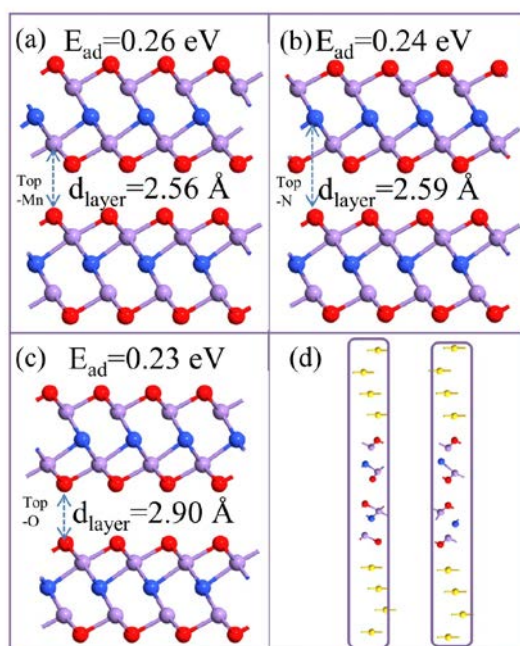 (a) E_ad=0.26 eV
Top
-Mn
d_layer=2.56 Å
(b) E_ad=0.24 eV
Top
-N
d_layer=2.59 Å
(c) E_ad=0.23 eV
Top
-O
d_layer=2.90 Å
(d)